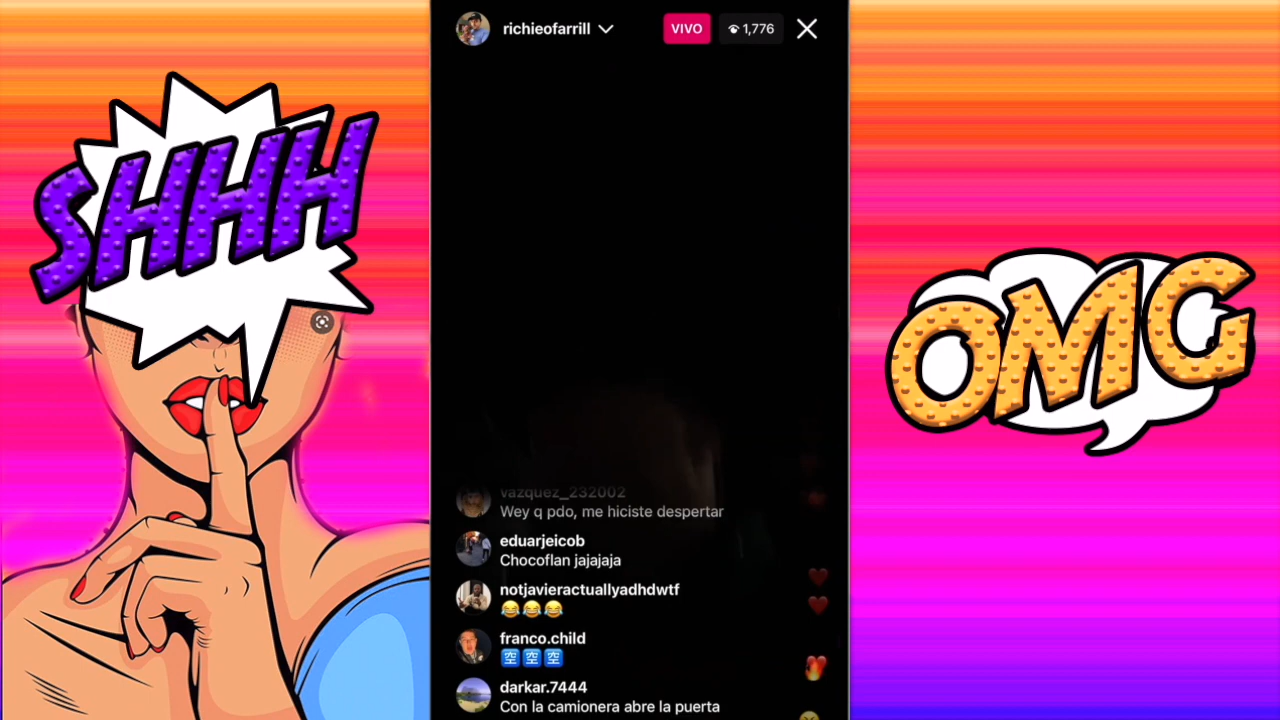 SHHH
richieofarrill
VIVO
1,776
OMG
vazquez_232002
Wey q pdo, me hiciste despertar
eduarjeicob
Chocoflan jajajaja
notjavieractuallyadhdwtf
😂😂😂
franco.child
🈳🈳🈳
darkar.7444
Con la camionera abre la puerta